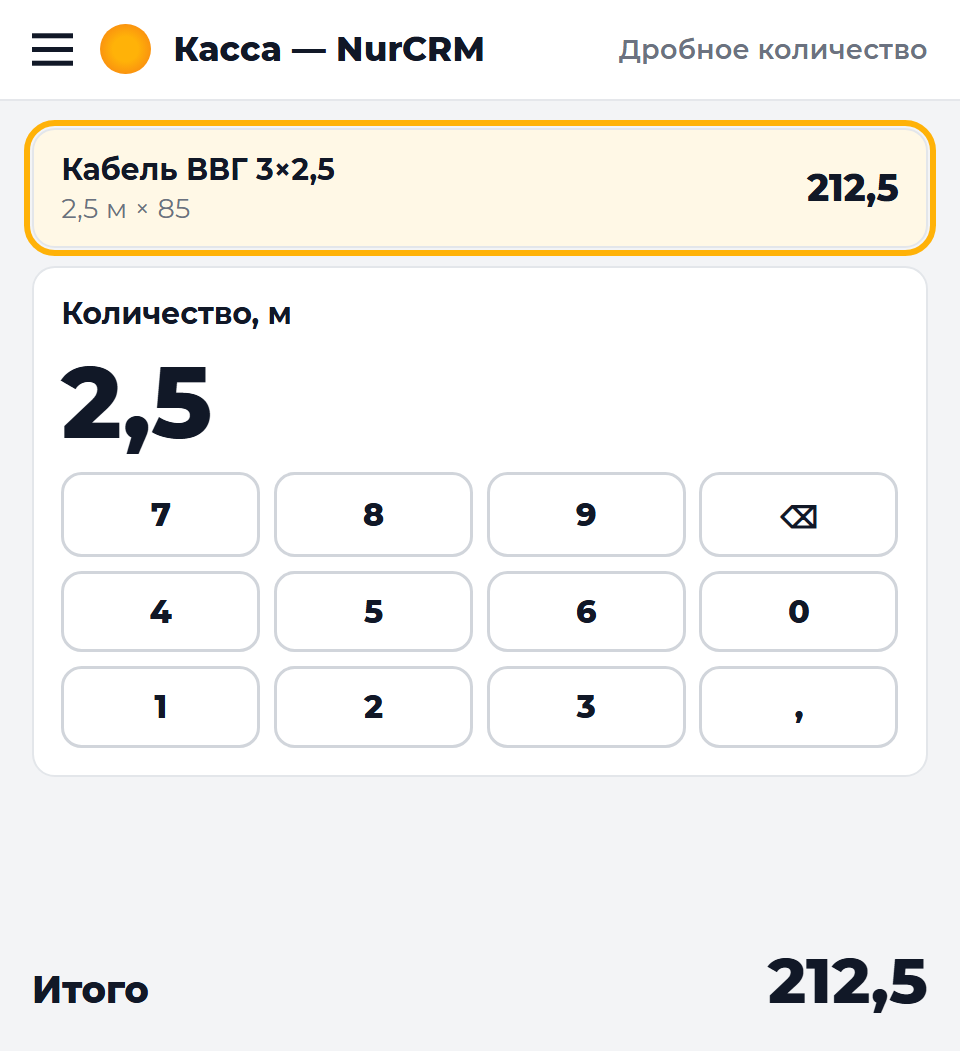 Касса — NurCRM
Дробное количество
Кабель ВВГ 3×2,5
2,5 м × 85
212,5
Количество, м
2,5
7 8 9 ⌫
4 5 6 0
1 2 3 ,
Итого
212,5